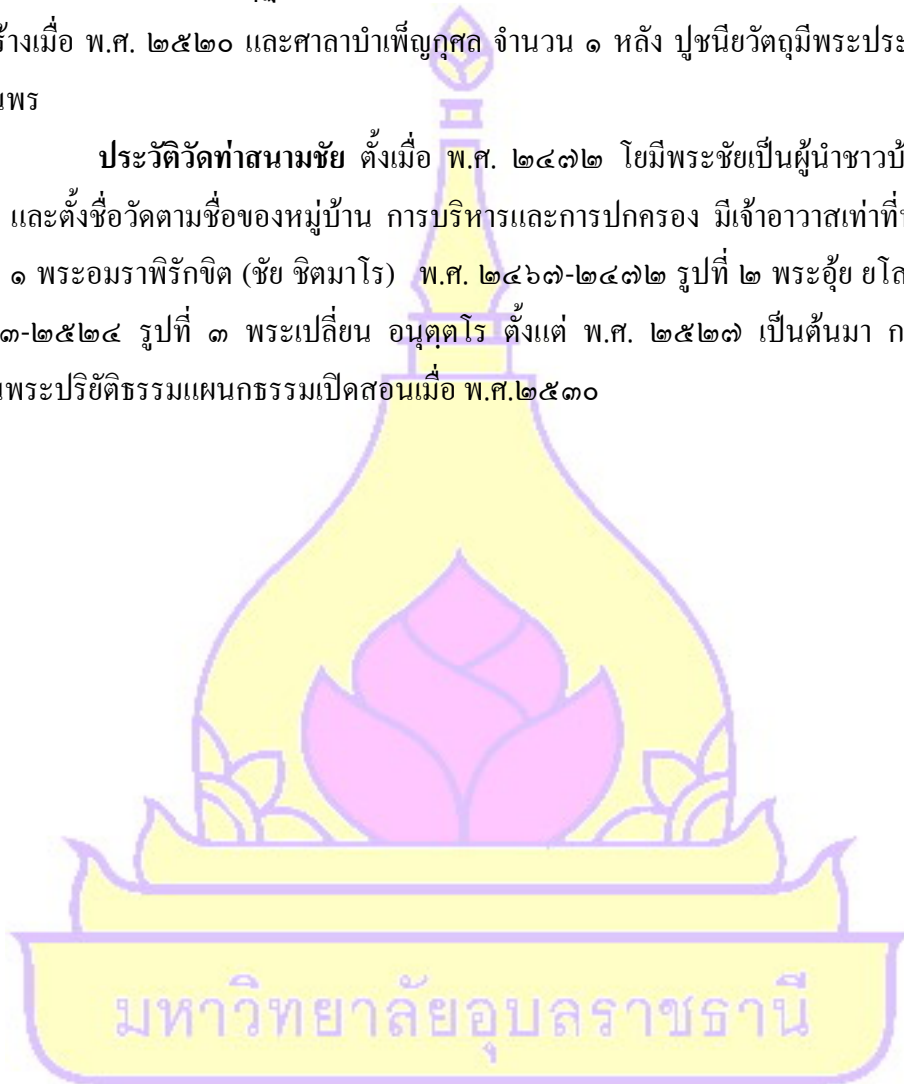 ร้างเมื่อ พ.ศ. ๒๕๒๐ และศาลาบำเพ็ญกุศล จำนวน ๑ หลัง ปูชนียวัตถุมีพระประ
นพร
ประวัติวัดท่าสนามชัย ตั้งเมื่อ พ.ศ. ๒๔๗๒ โยมีพระชัยเป็นผู้นำชาวบ้
และตั้งชื่อวัดตามชื่อของหมู่บ้าน การบริหารและการปกครอง มีเจ้าอาวาสเท่าที่
๑ พระอมราพิรักขิต (ชัย ชิตมาโร) พ.ศ. ๒๔๖๗-๒๔๗๒ รูปที่ ๒ พระอุ้ย ยโส
๓-๒๕๒๔ รูปที่ ๓ พระเปลี่ยน อนุตฺตโร ตั้งแต่ พ.ศ. ๒๕๒๗ เป็นต้นมา ก
นพระปริยัติธรรมแผนกธรรมเปิดสอนเมื่อ พ.ศ.๒๕๓๐
มหาวิทยาลัยอุบลราชธานี